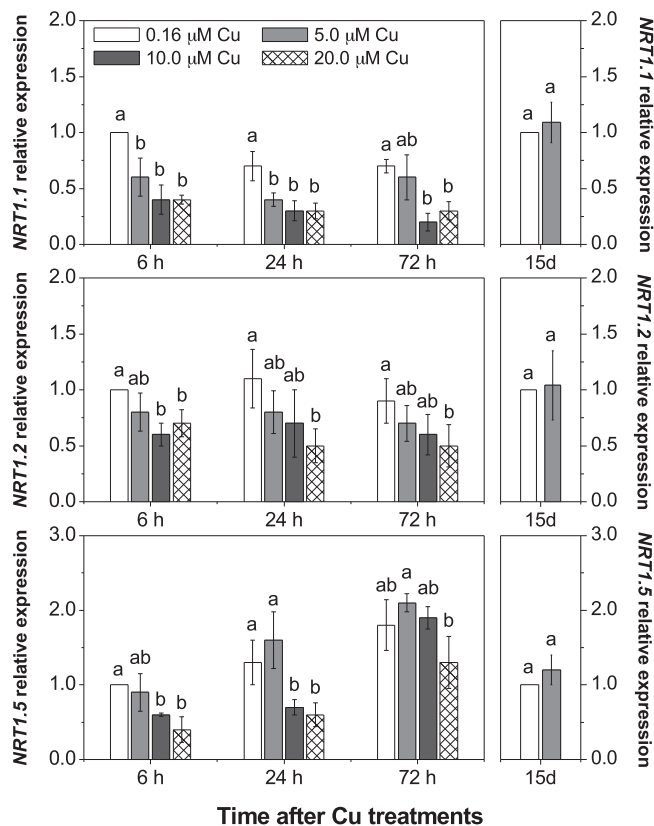 0.16 μM Cu 5.0 μM Cu
10.0 μM Cu 20.0 μM Cu
NRT1.1 relative expression
2.0
1.5
1.0
0.5
0.0
a b b b
a b b b
a ab b b
6 h 24 h 72 h
a a
15d
2.0
1.5
1.0
0.5
0.0
NRT1.1 relative expression
NRT1.2 relative expression
2.0
1.5
1.0
0.5
0.0
a ab b b
a ab ab b
a ab ab b
6 h 24 h 72 h
a a
15d
2.0
1.5
1.0
0.5
0.0
NRT1.2 relative expression
NRT1.5 relative expression
3.0
2.0
1.0
0.0
a ab b b
a a b b
ab a ab b
6 h 24 h 72 h
a a
15d
3.0
2.0
1.0
0.0
NRT1.5 relative expression
Time after Cu treatments